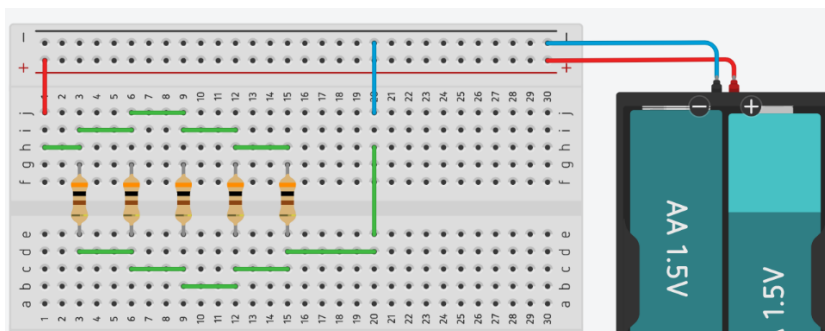 − −
+ +
1 2 3 4 5 6 7 8 9 10 11 12 13 14 15 16 17 18 19 20 21 22 23 24 25 26 27 28 29 30
j j
i i
h h
g g
f f
e e
d d
c c
b b
a a
1 2 3 4 5 6 7 8 9 10 11 12 13 14 15 16 17 18 19 20 21 22 23 24 25 26 27 28 29 30
− +
AA 1.5V
1.5V